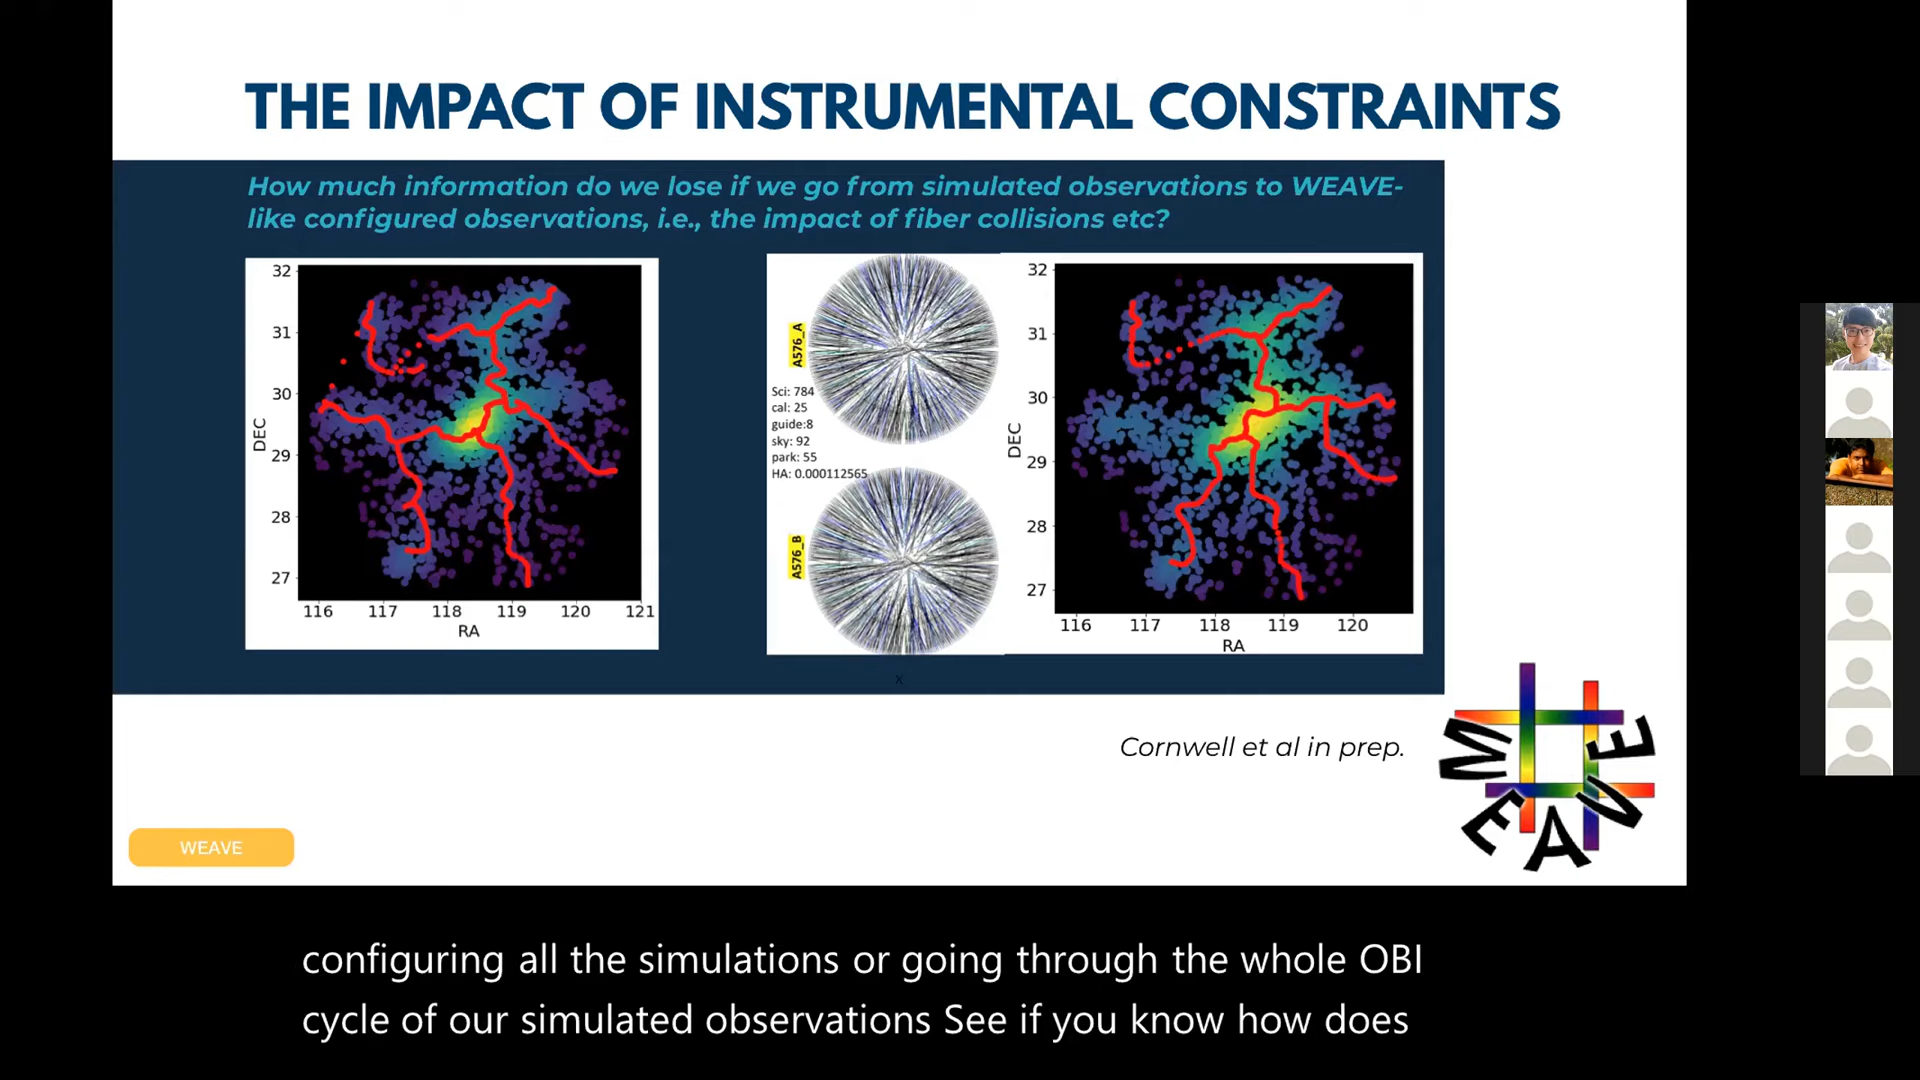 THE IMPACT OF INSTRUMENTAL CONSTRAINTS
How much information do we lose if we go from simulated observations to WEAVE-
like configured observations, i.e., the impact of fiber collisions etc?
32
31
30
29
28
27
DEC
116 117 118 119 120 121
RA
A576_A
Sci: 784
cal: 25
guide:8
sky: 92
park: 55
HA: 0.000112565
A576_B
32
31
30
29
28
27
DEC
116 117 118 119 120
RA
x
Cornwell et al in prep.
WEAVE
WEAVE
configuring all the simulations or going through the whole OBI
cycle of our simulated observations See if you know how does